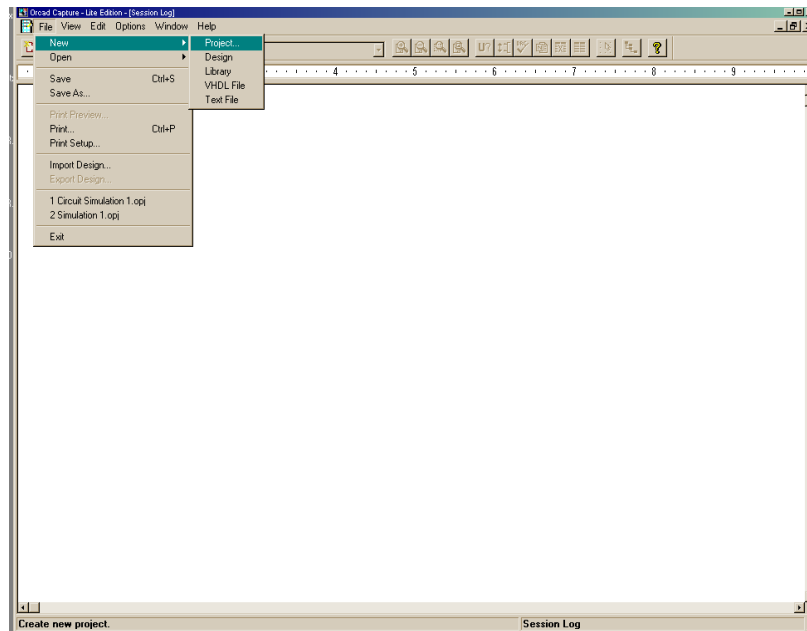 Orcad Capture - Lite Edition - [Session Log]
File View Edit Options Window Help
New
Project...
Open
Design
Library
Save Ctrl+S
VHDL File
Save As...
Text File
Print Preview...
Print... Ctrl+P
Print Setup...
Import Design...
Export Design...
1 Circuit Simulation 1.opj
2 Simulation 1.opj
Exit
4 5 6 7 8 9
U?
Create new project. Session Log